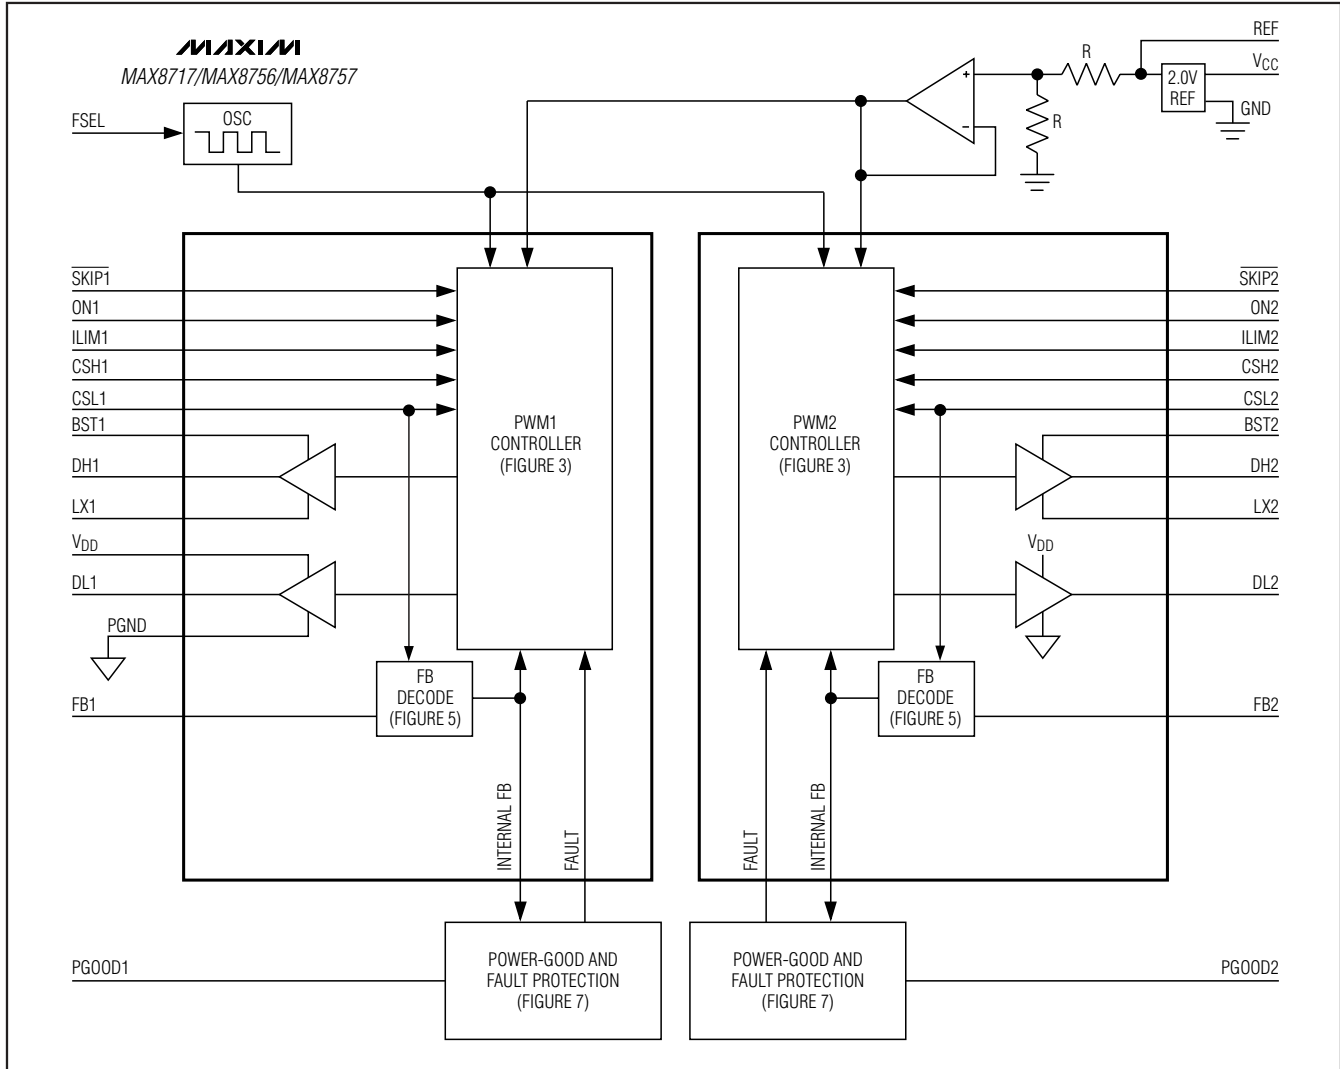 MAXIM
MAX8717/MAX8756/MAX8757
FSEL
OSC
REF
VCC
R
2.0V
REF
GND
R
SKIP1
ON1
ILIM1
CSH1
CSL1
BST1
DH1
LX1
VDD
DL1
PGND
FB1
PWM1
CONTROLLER
(FIGURE 3)
FB
DECODE
(FIGURE 5)
INTERNAL FB
FAULT
POWER-GOOD AND
FAULT PROTECTION
(FIGURE 7)
PGOOD1
SKIP2
ON2
ILIM2
CSH2
CSL2
BST2
DH2
LX2
VDD
DL2
FB2
PWM2
CONTROLLER
(FIGURE 3)
FB
DECODE
(FIGURE 5)
FAULT
INTERNAL FB
POWER-GOOD AND
FAULT PROTECTION
(FIGURE 7)
PGOOD2